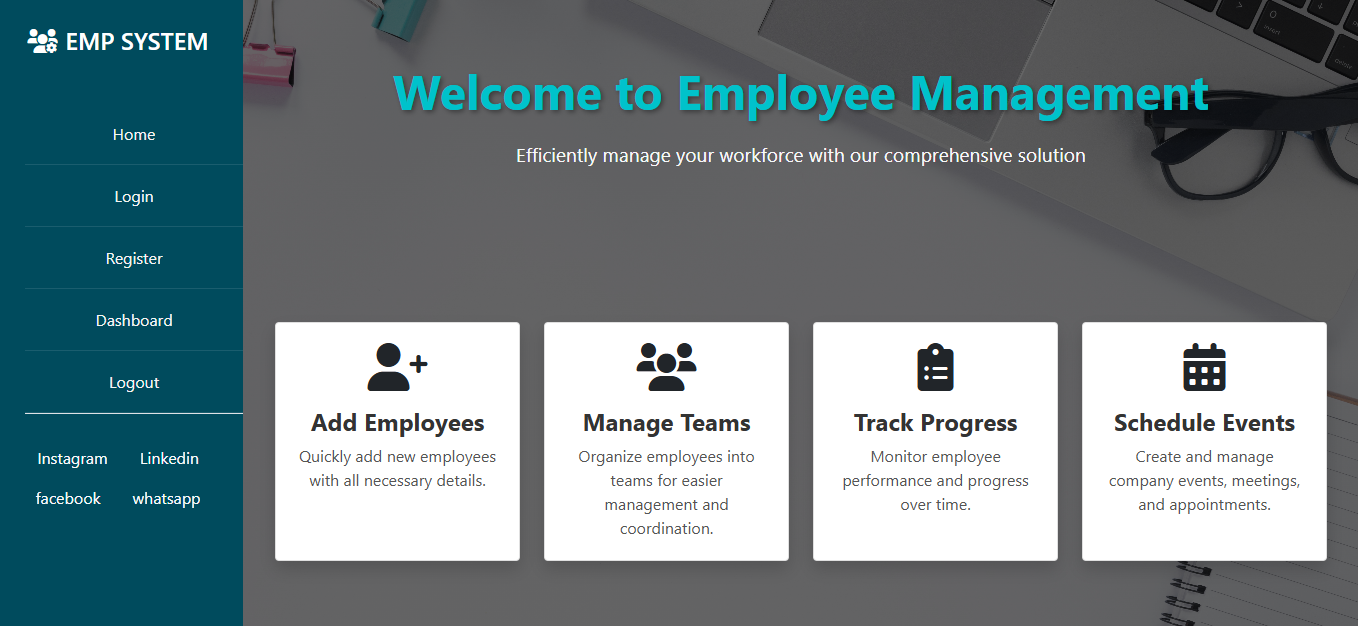 EMP SYSTEM
Home
Login
Register
Dashboard
Logout
Instagram Linkedin
facebook whatsapp
Welcome to Employee Management
Efficiently manage your workforce with our comprehensive solution
Add Employees
Quickly add new employees
with all necessary details.
Manage Teams
Organize employees into
teams for easier
management and
coordination.
Track Progress
Monitor employee
performance and progress
over time.
Schedule Events
Create and manage
company events, meetings,
and appointments.